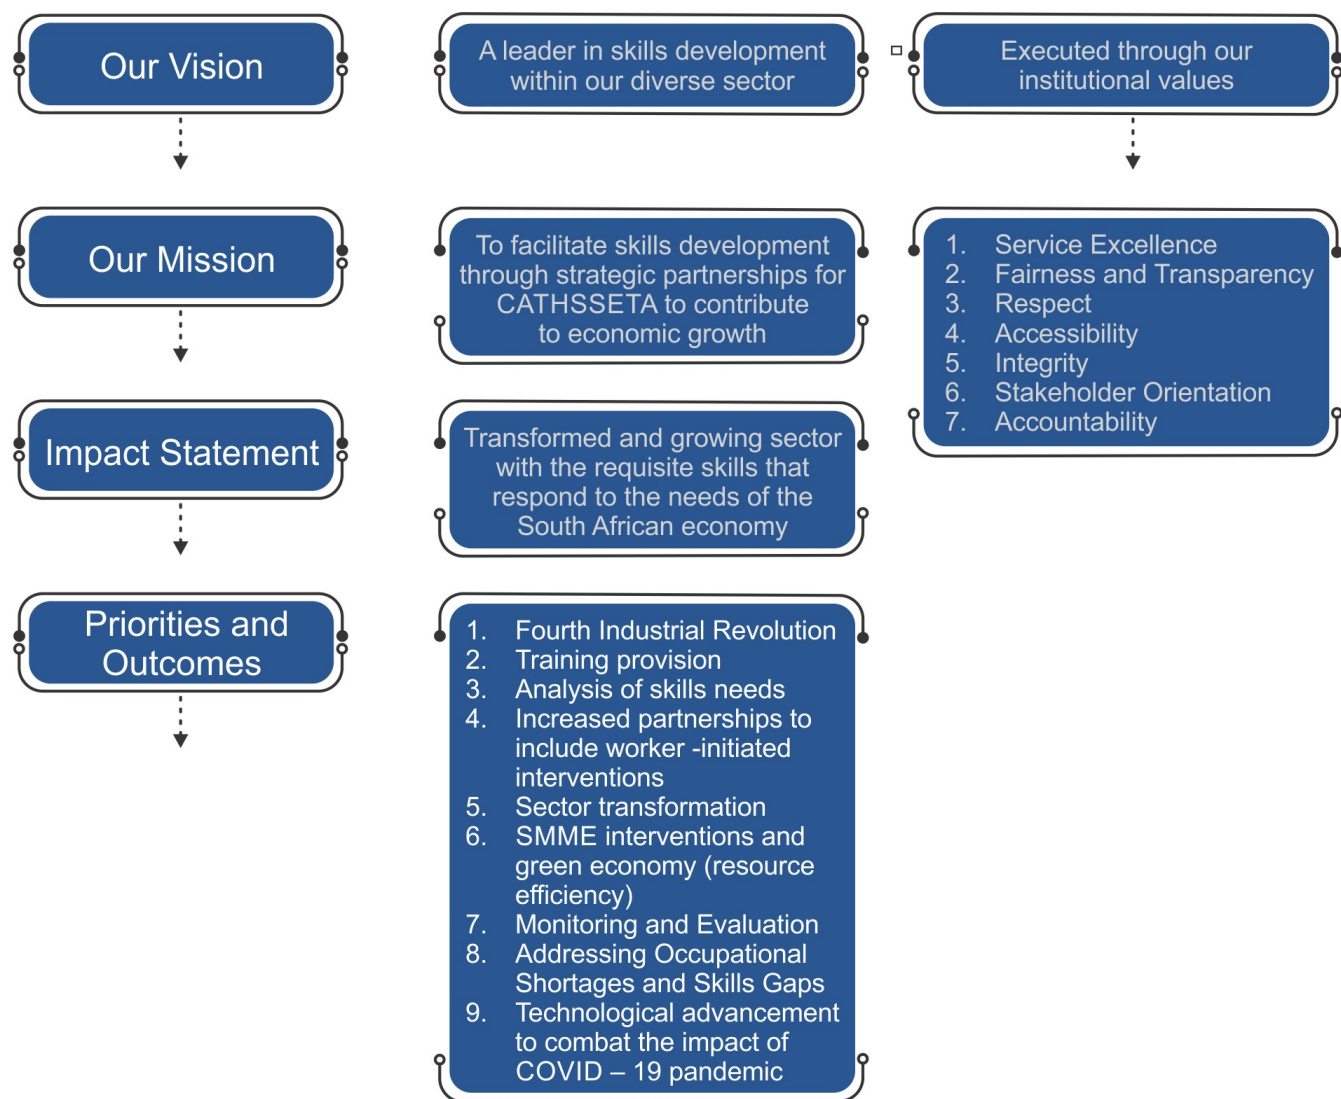 Our Vision
A leader in skills development
within our diverse sector
Executed through our
institutional values
Our Mission
To facilitate skills development
through strategic partnerships for
CATHSSETA to contribute
to economic growth
1. Service Excellence
2. Fairness and Transparency
3. Respect
4. Accessibility
5. Integrity
6. Stakeholder Orientation
7. Accountability
Impact Statement
Transformed and growing sector
with the requisite skills that
respond to the needs of the
South African economy
Priorities and
Outcomes
1. Fourth Industrial Revolution
2. Training provision
3. Analysis of skills needs
4. Increased partnerships to
include worker -initiated
interventions
5. Sector transformation
6. SMME interventions and
green economy (resource
efficiency)
7. Monitoring and Evaluation
8. Addressing Occupational
Shortages and Skills Gaps
9. Technological advancement
to combat the impact of
COVID – 19 pandemic